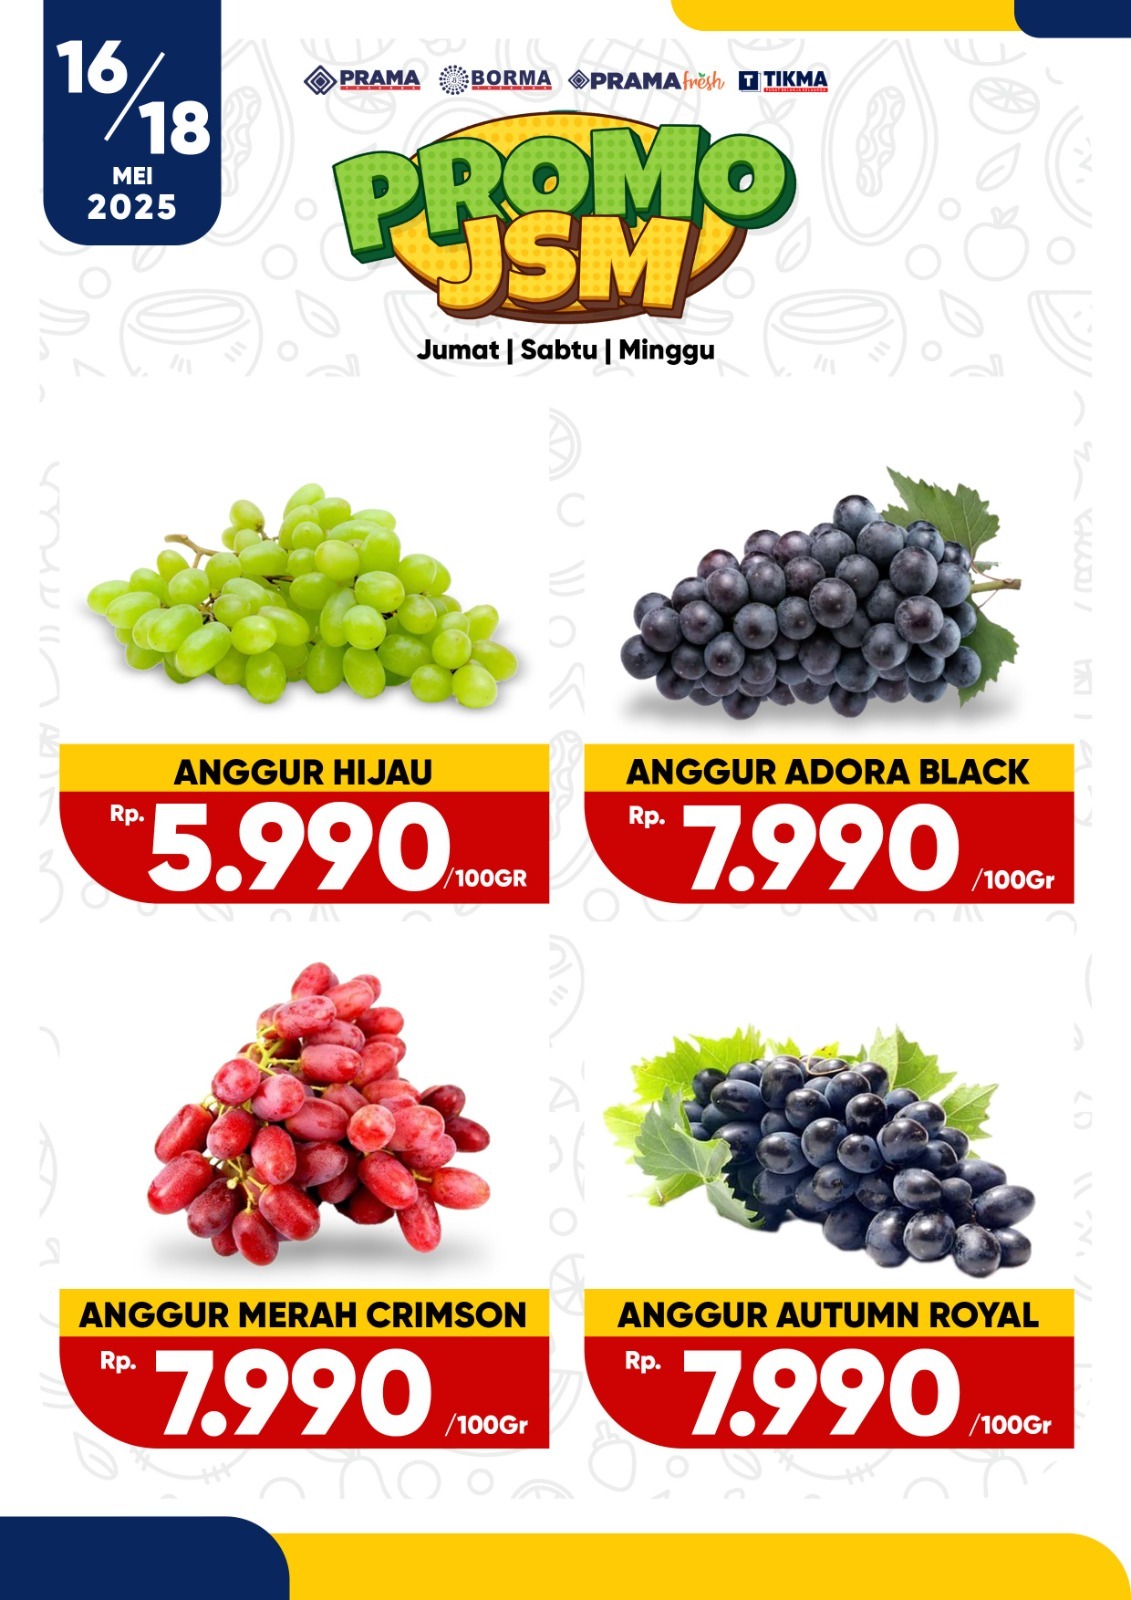 16/18
MEI
2025
PRAMA
BORMA
PRAMA fresh
TIKMA
PROMO
JSM
Jumat | Sabtu | Minggu
ANGGUR HIJAU
Rp. 5.990/100GR
ANGGUR ADORA BLACK
Rp. 7.990/100Gr
ANGGUR MERAH CRIMSON
Rp. 7.990/100Gr
ANGGUR AUTUMN ROYAL
Rp. 7.990/100Gr